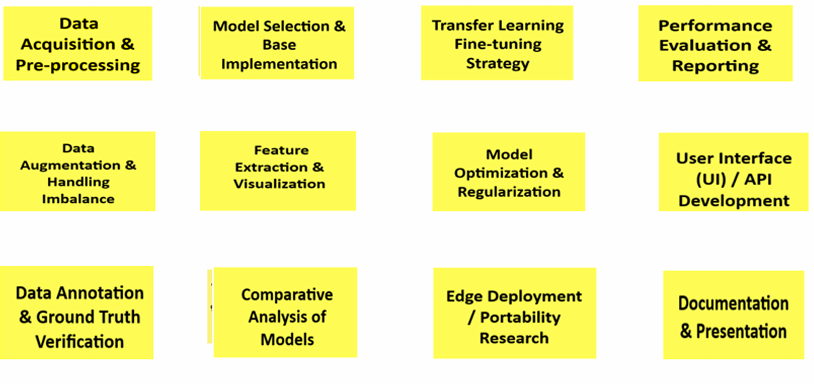 Data
Acquisition &
Pre-processing
Model Selection &
Base
Implementation
Transfer Learning
Fine-tuning
Strategy
Performance
Evaluation &
Reporting
Data
Augmentation &
Handling
Imbalance
Feature
Extraction &
Visualization
Model
Optimization &
Regularization
User Interface
(UI) / API
Development
Data Annotation
& Ground Truth
Verification
Comparative
Analysis of
Models
Edge Deployment
/ Portability
Research
Documentation
& Presentation